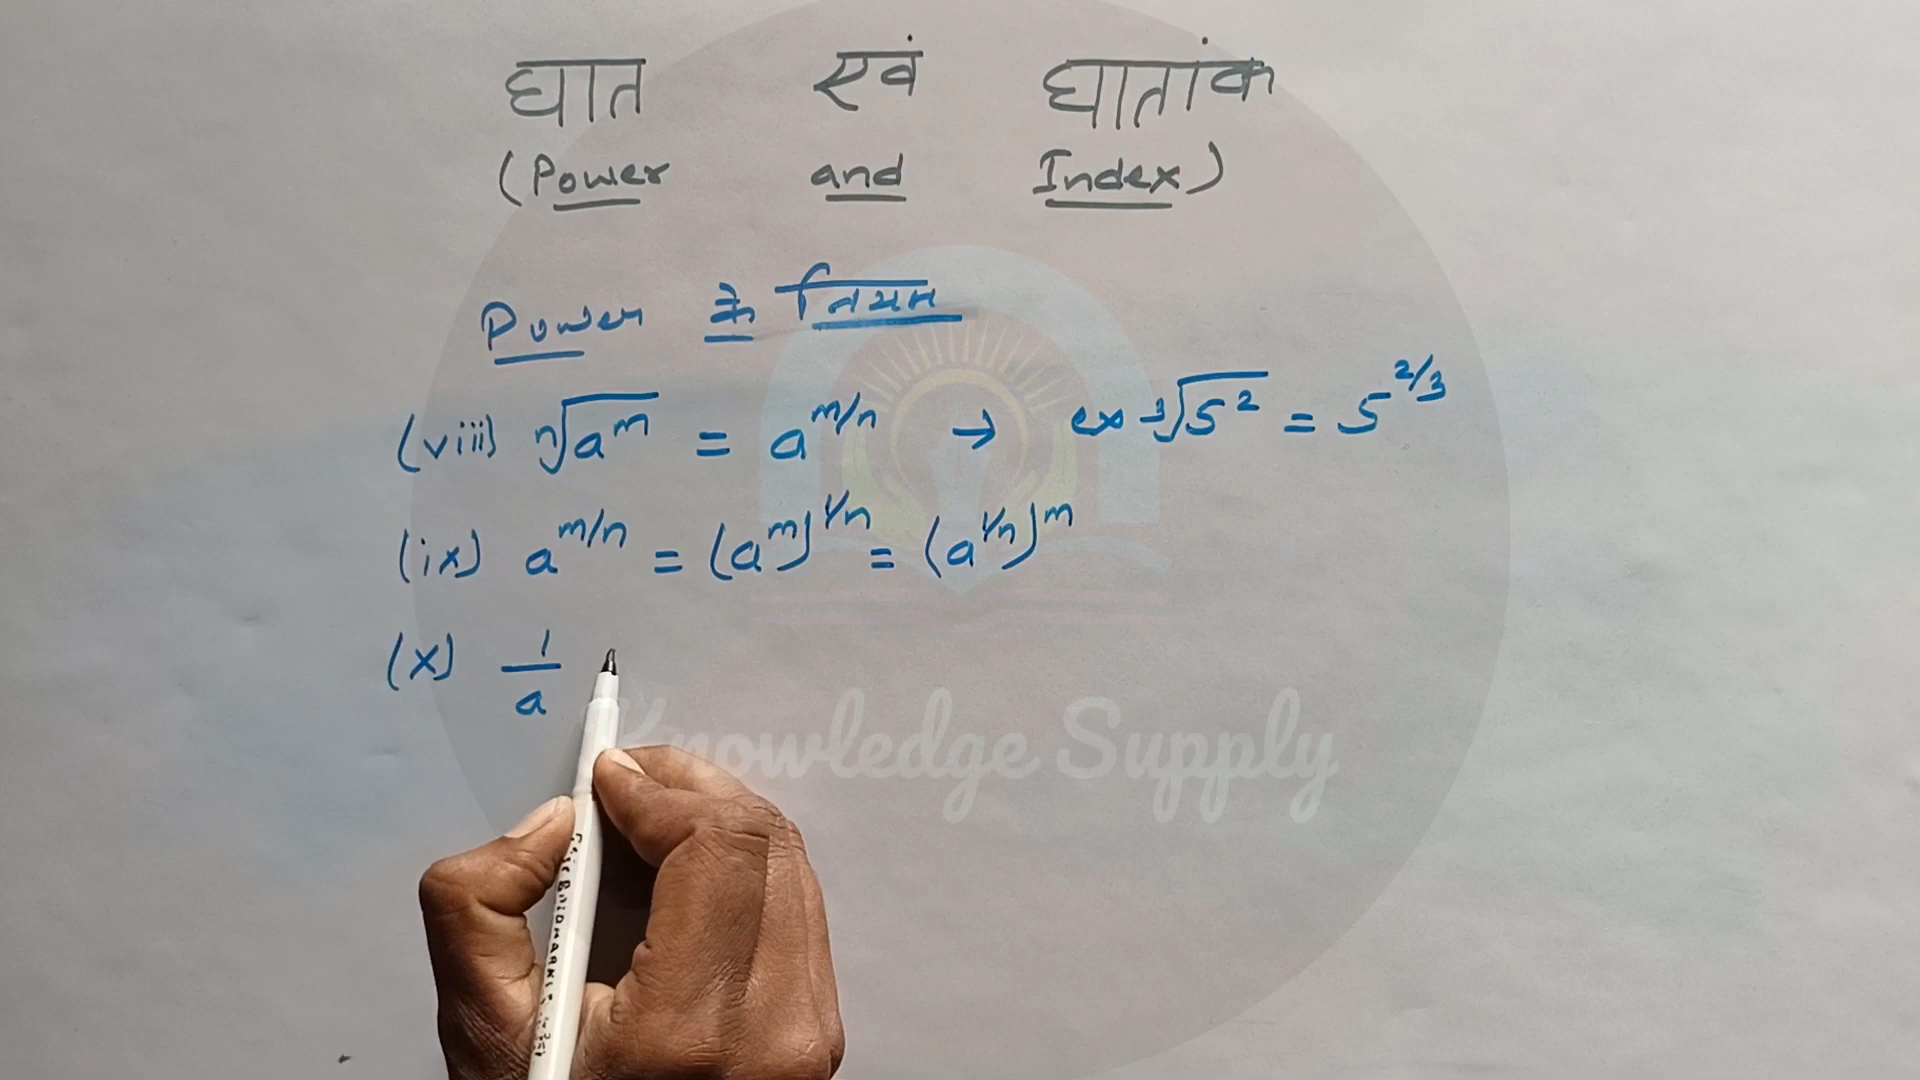 घात एवं घातांक
(Power and Index)
Power के नियम
(viii) ⁿ√aᵐ = a^m/n → ex ³√5² = 5^2/3
(ix) a^m/n = (aᵐ)^1/n = (a^1/n)ᵐ
(x) 1/a
Knowledge Supply